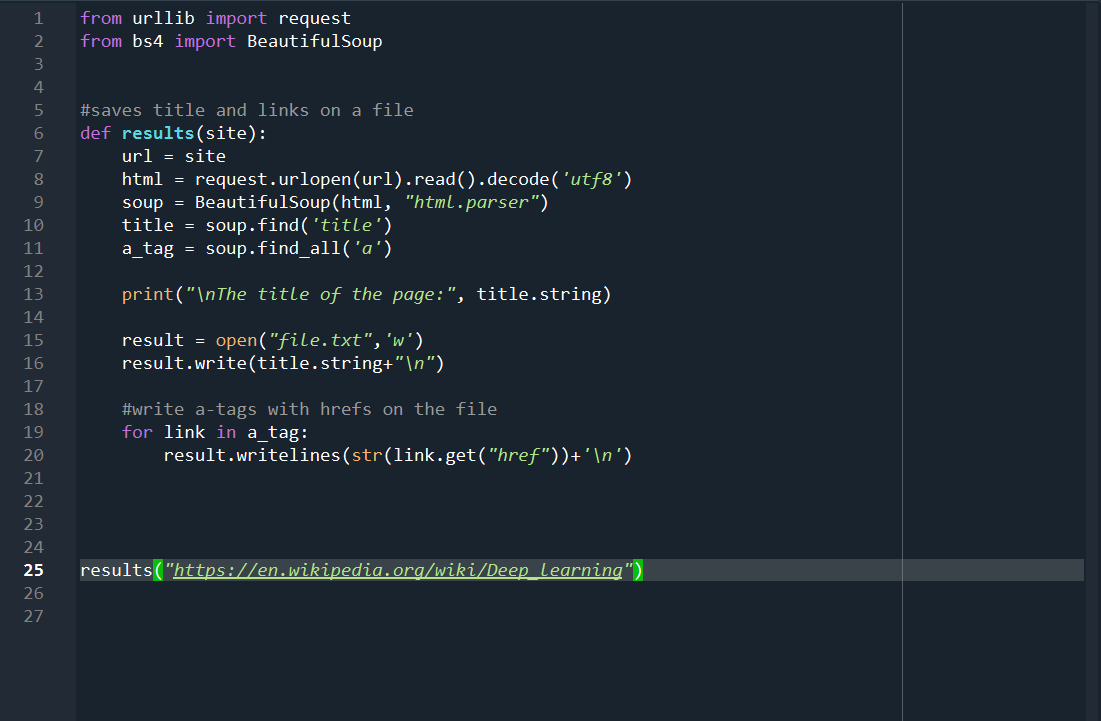 1 from urllib import request
2 from bs4 import BeautifulSoup
3
4
5 #saves title and links on a file
6 def results(site):
7     url = site
8     html = request.urlopen(url).read().decode('utf8')
9     soup = BeautifulSoup(html, "html.parser")
10     title = soup.find('title')
11     a_tag = soup.find_all('a')
12
13     print("\nThe title of the page:", title.string)
14
15     result = open("file.txt",'w')
16     result.write(title.string+"\n")
17
18     #write a-tags with hrefs on the file
19     for link in a_tag:
20         result.writelines(str(link.get("href"))+'\n')
21
22
23
24
25 results("https://en.wikipedia.org/wiki/Deep_learning")
26
27